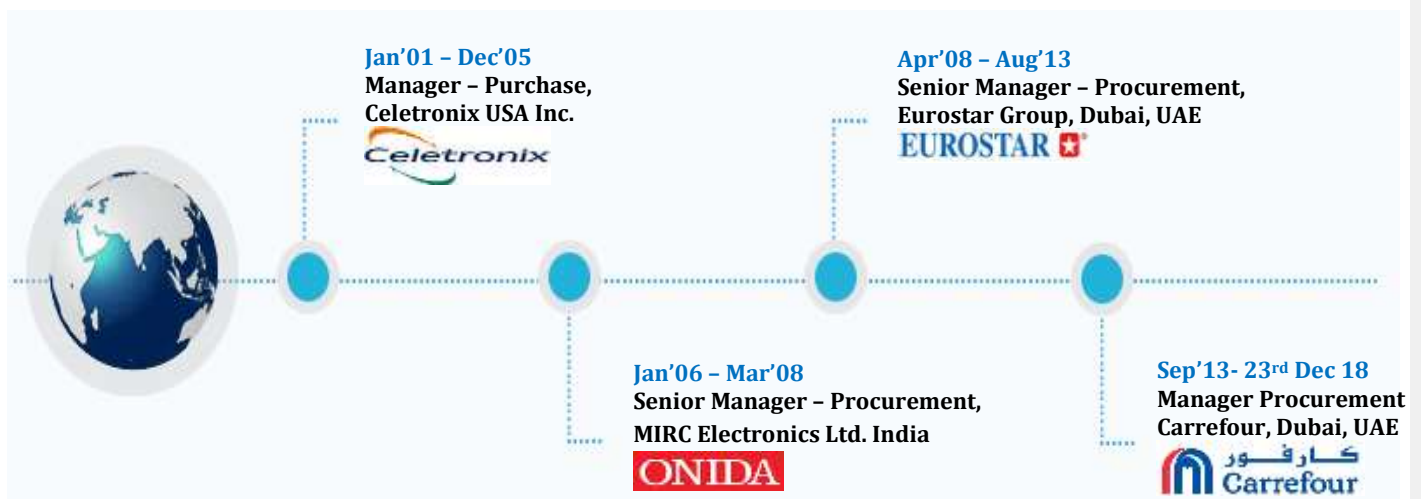 Jan’01 – Dec’05
Manager – Purchase,
Celetronix USA Inc.
Celetronix
Jan’06 – Mar’08
Senior Manager – Procurement,
MIRC Electronics Ltd. India
ONIDA
Apr’08 – Aug’13
Senior Manager – Procurement,
Eurostar Group, Dubai, UAE
EUROSTAR
Sep’13- 23rd Dec 18
Manager Procurement
Carrefour, Dubai, UAE
كارفور
Carrefour